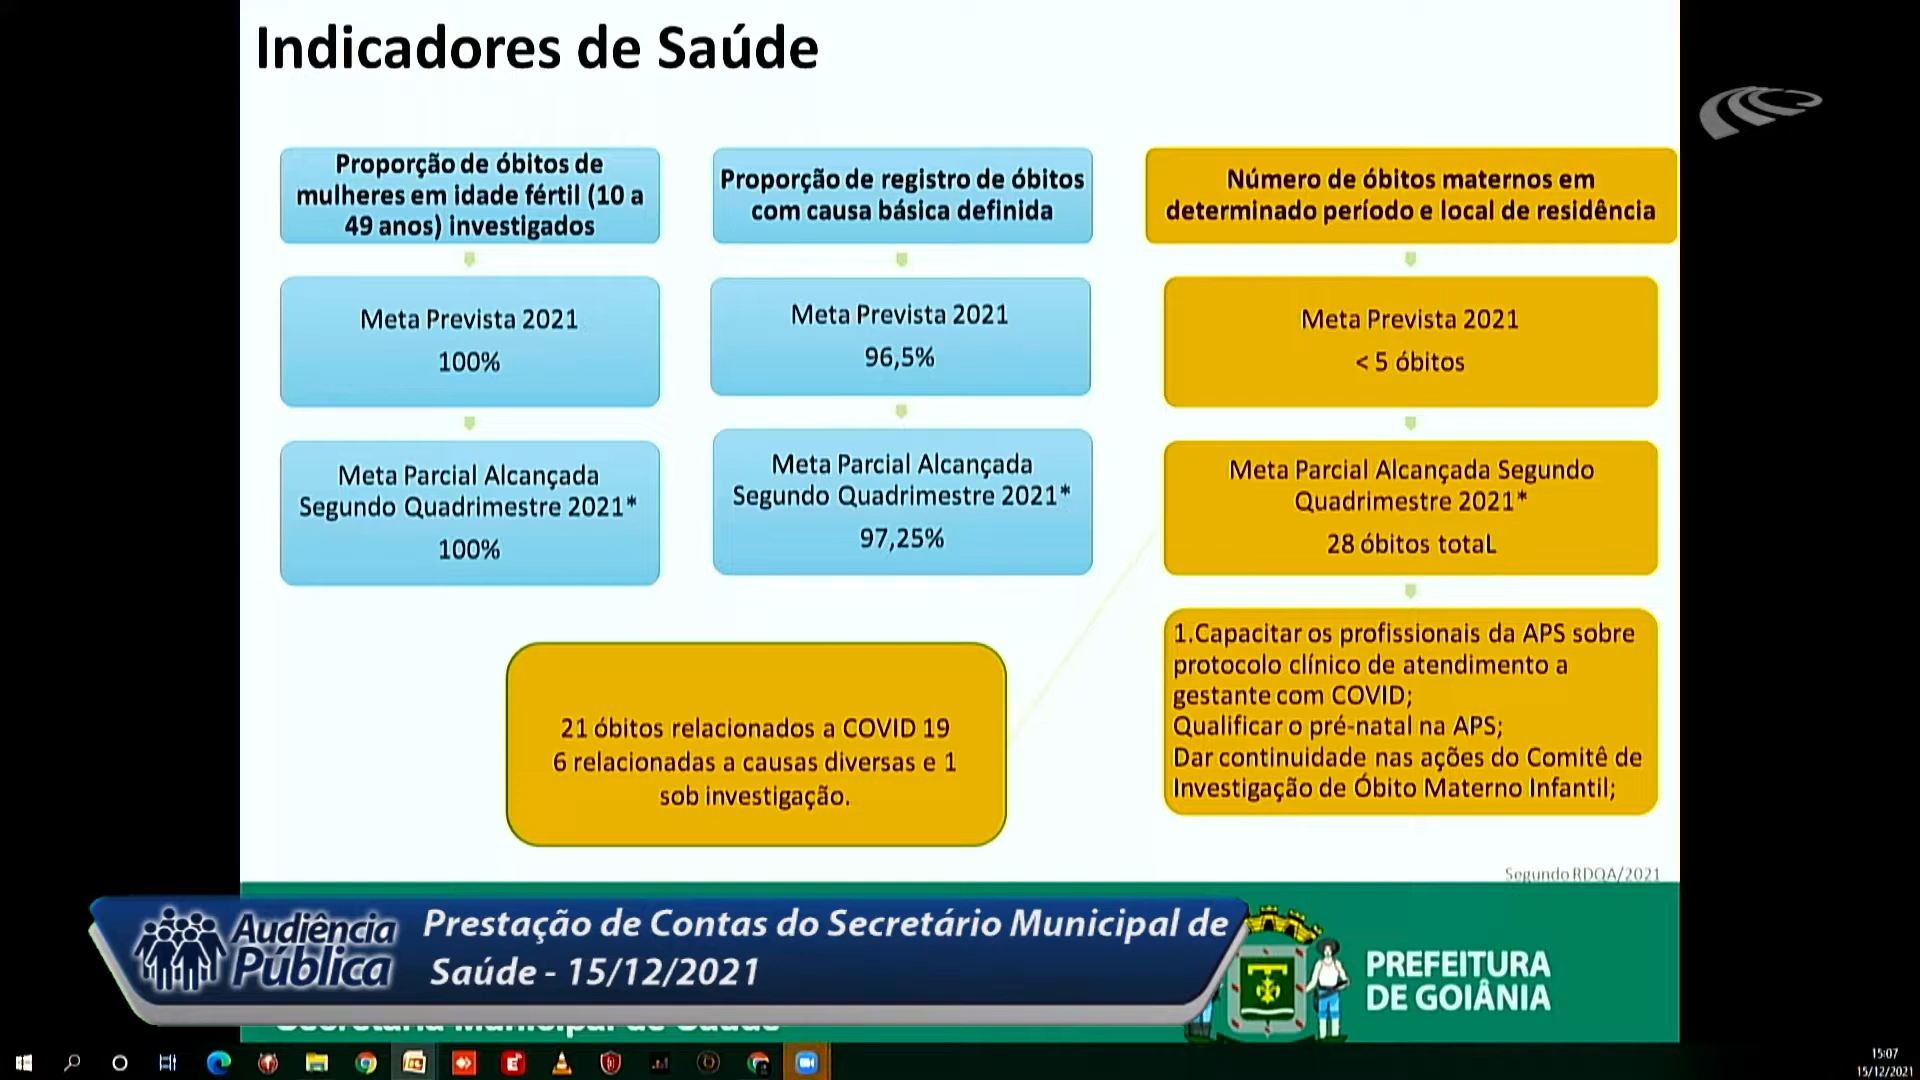 Indicadores de Saúde
Proporção de óbitos de
mulheres em idade fértil (10 a
49 anos) investigados
Meta Prevista 2021
100%
Meta Parcial Alcançada
Segundo Quadrimestre 2021*
100%
Proporção de registro de óbitos
com causa básica definida
Meta Prevista 2021
96,5%
Meta Parcial Alcançada
Segundo Quadrimestre 2021*
97,25%
Número de óbitos maternos em
determinado período e local de residência
Meta Prevista 2021
< 5 óbitos
Meta Parcial Alcançada Segundo
Quadrimestre 2021*
28 óbitos totaL
1.Capacitar os profissionais da APS sobre
protocolo clínico de atendimento a
gestante com COVID;
Qualificar o pré-natal na APS;
Dar continuidade nas ações do Comitê de
Investigação de Óbito Materno Infantil;
21 óbitos relacionados a COVID 19
6 relacionadas a causas diversas e 1
sob investigação.
Segundo RDQA/2021
Audiência
Pública
Prestação de Contas do Secretário Municipal de
Saúde - 15/12/2021
PREFEITURA
DE GOIÂNIA
Secretaria Municipal de Saúde
15:07
15/12/2021